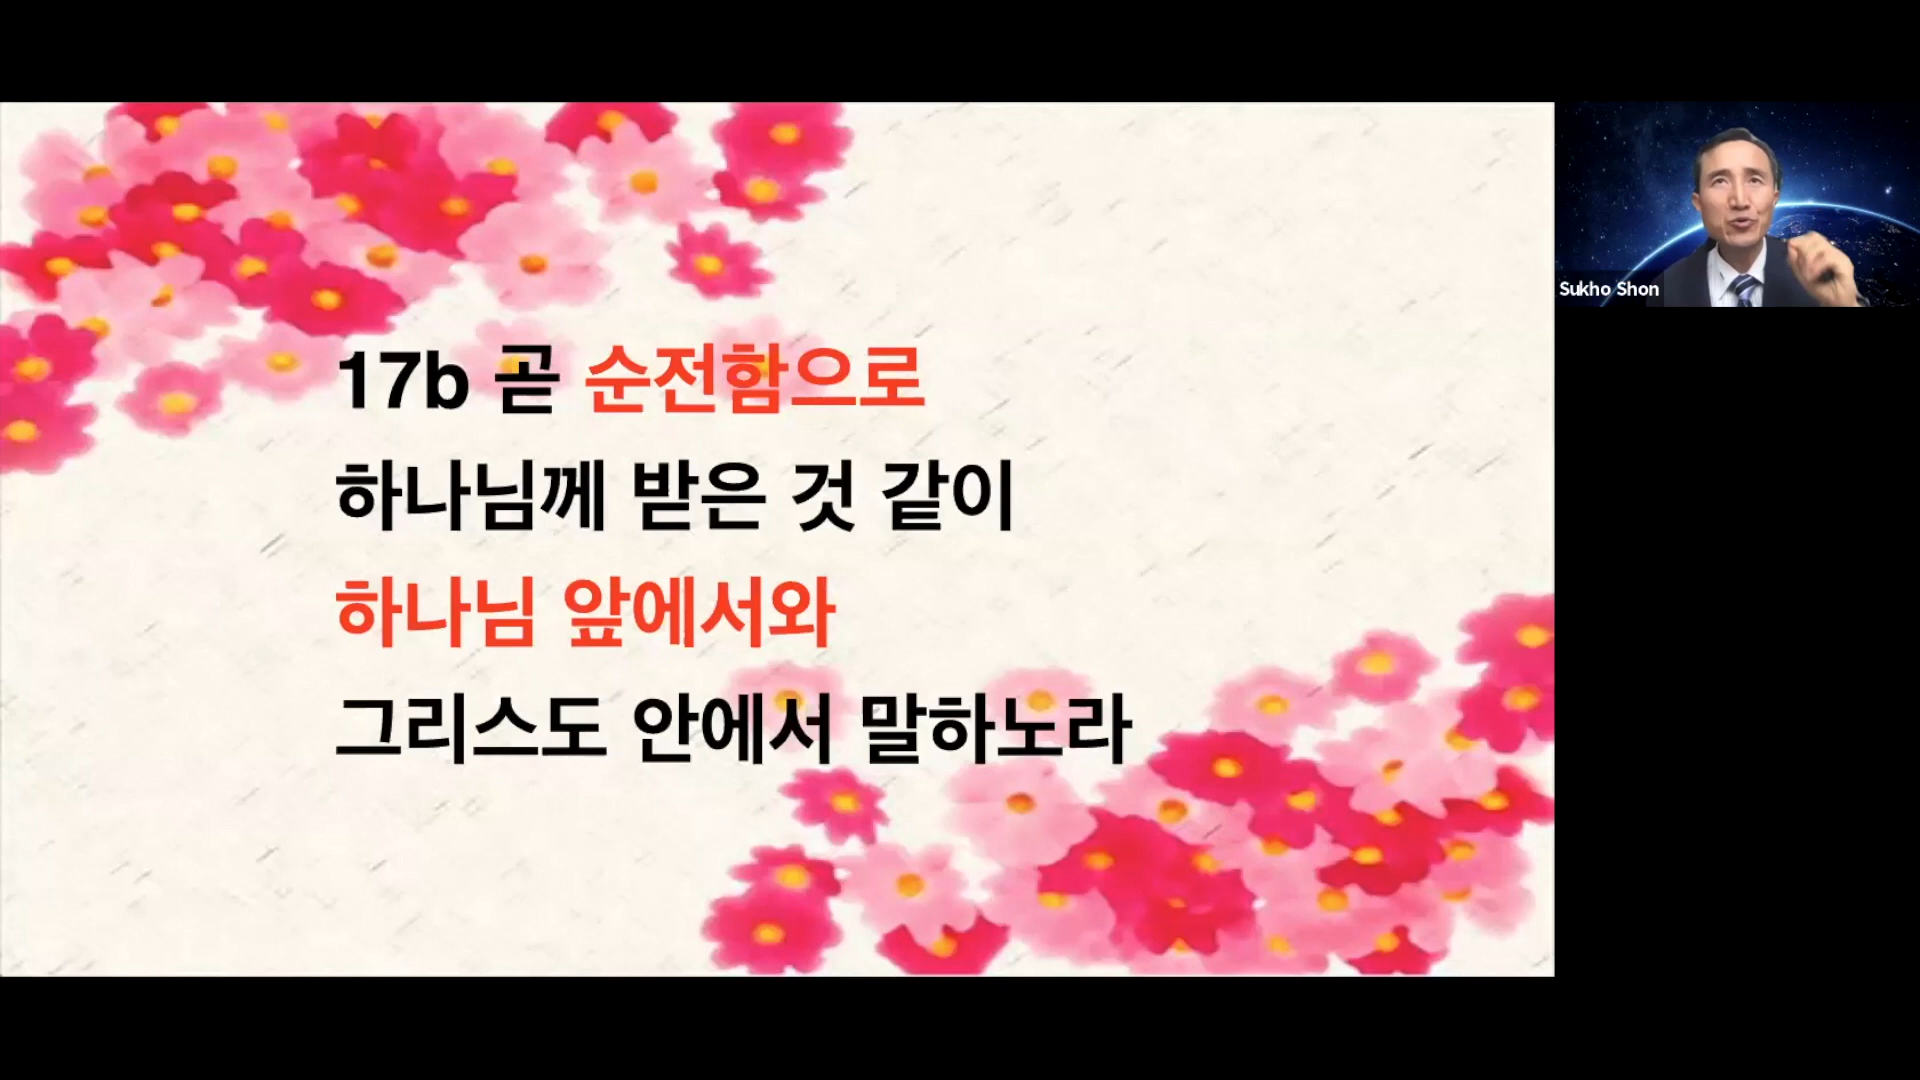 17b 곧 순전함으로
하나님께 받은 것 같이
하나님 앞에서와
그리스도 안에서 말하노라
Sukho Shon